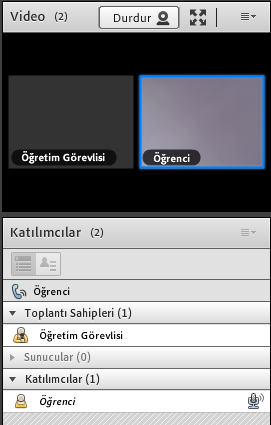 Video (2) Durdur
Öğretim Görevlisi Öğrenci
Katılımcılar (2)
Öğrenci
Toplantı Sahipleri (1)
Öğretim Görevlisi
Sunucular (0)
Katılımcılar (1)
Öğrenci